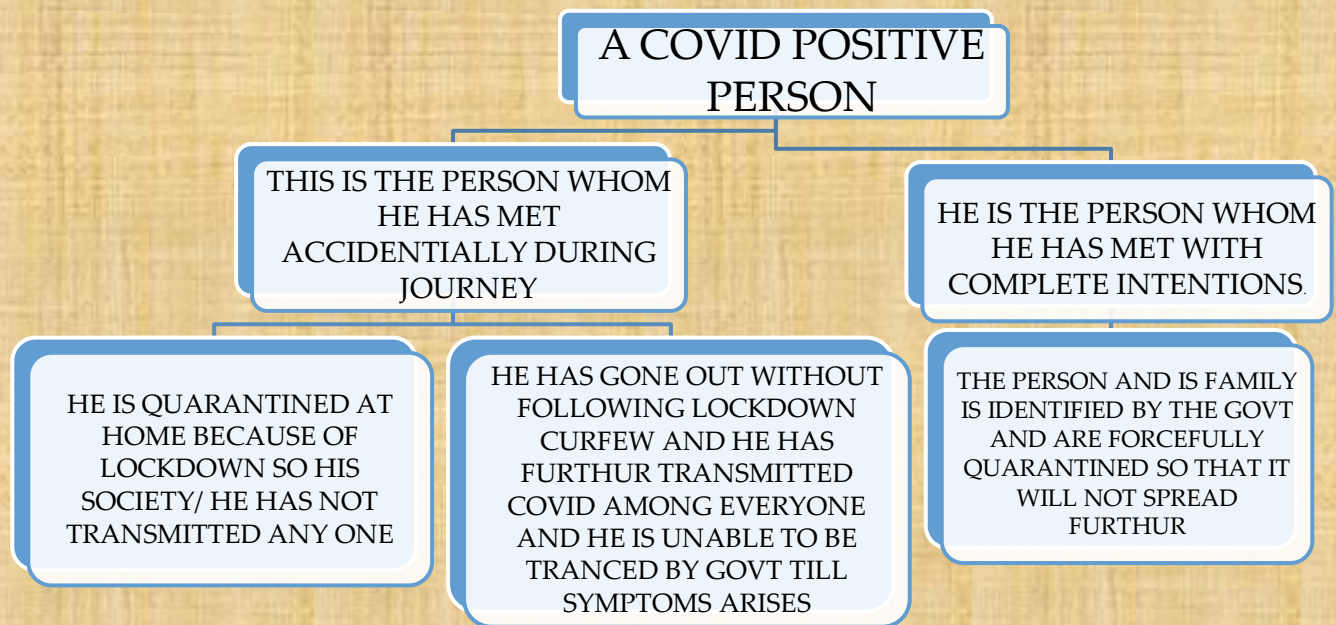 A COVID POSITIVE
PERSON
THIS IS THE PERSON WHOM
HE HAS MET
ACCIDENTIALLY DURING
JOURNEY
HE IS THE PERSON WHOM
HE HAS MET WITH
COMPLETE INTENTIONS.
HE IS QUARANTINED AT
HOME BECAUSE OF
LOCKDOWN SO HIS
SOCIETY/ HE HAS NOT
TRANSMITTED ANY ONE
HE HAS GONE OUT WITHOUT
FOLLOWING LOCKDOWN
CURFEW AND HE HAS
FURTHUR TRANSMITTED
COVID AMONG EVERYONE
AND HE IS UNABLE TO BE
TRANCED BY GOVT TILL
SYMPTOMS ARISES
THE PERSON AND IS FAMILY
IS IDENTIFIED BY THE GOVT
AND ARE FORCEFULLY
QUARANTINED SO THAT IT
WILL NOT SPREAD
FURTHUR